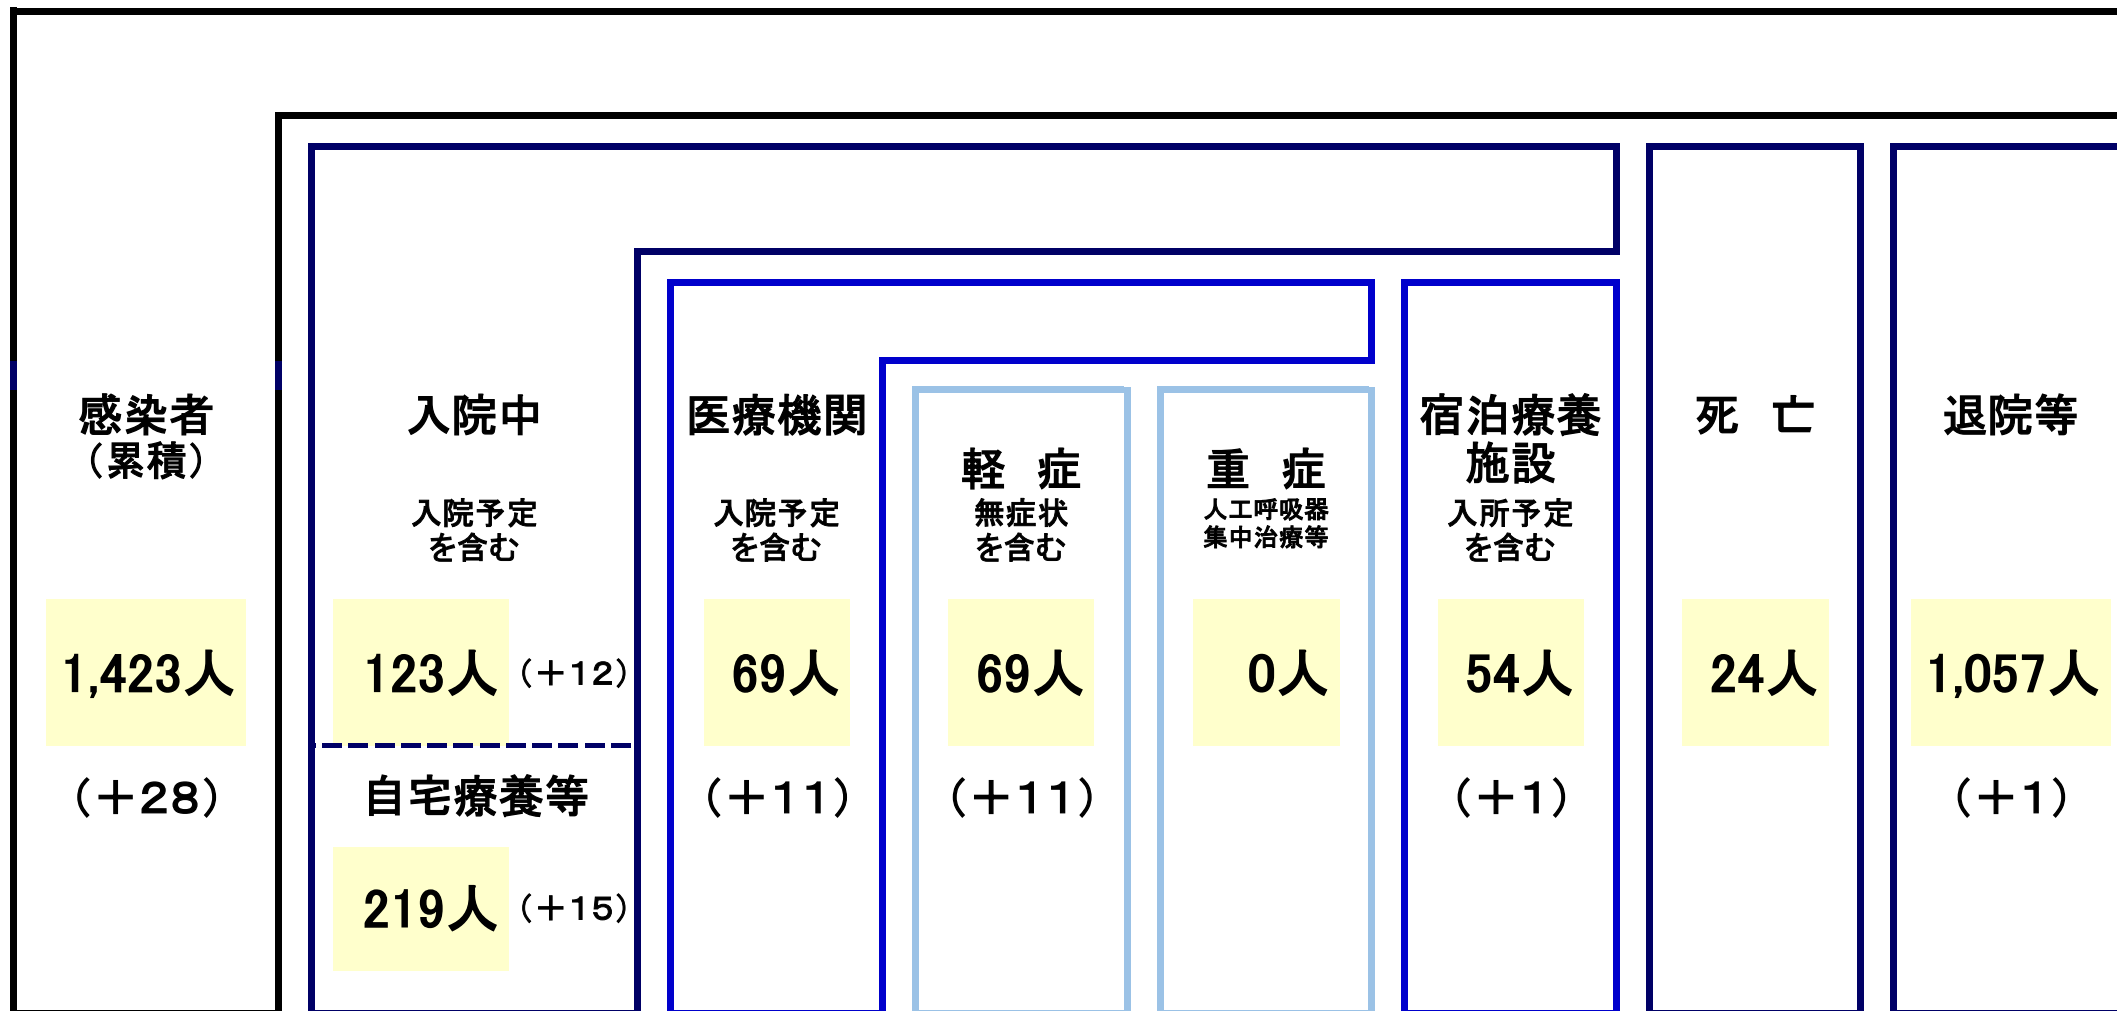 感染者
（累積）
1,423人
（＋28）
入院中
入院予定
を含む
123人（＋12）
自宅療養等
219人（＋15）
医療機関
入院予定
を含む
69人
（＋11）
軽　症
無症状
を含む
69人
（＋11）
重　症
人工呼吸器
集中治療等
0人
宿泊療養
施設
入所予定
を含む
54人
（＋1）
死　亡
24人
退院等
1,057人
（＋1）